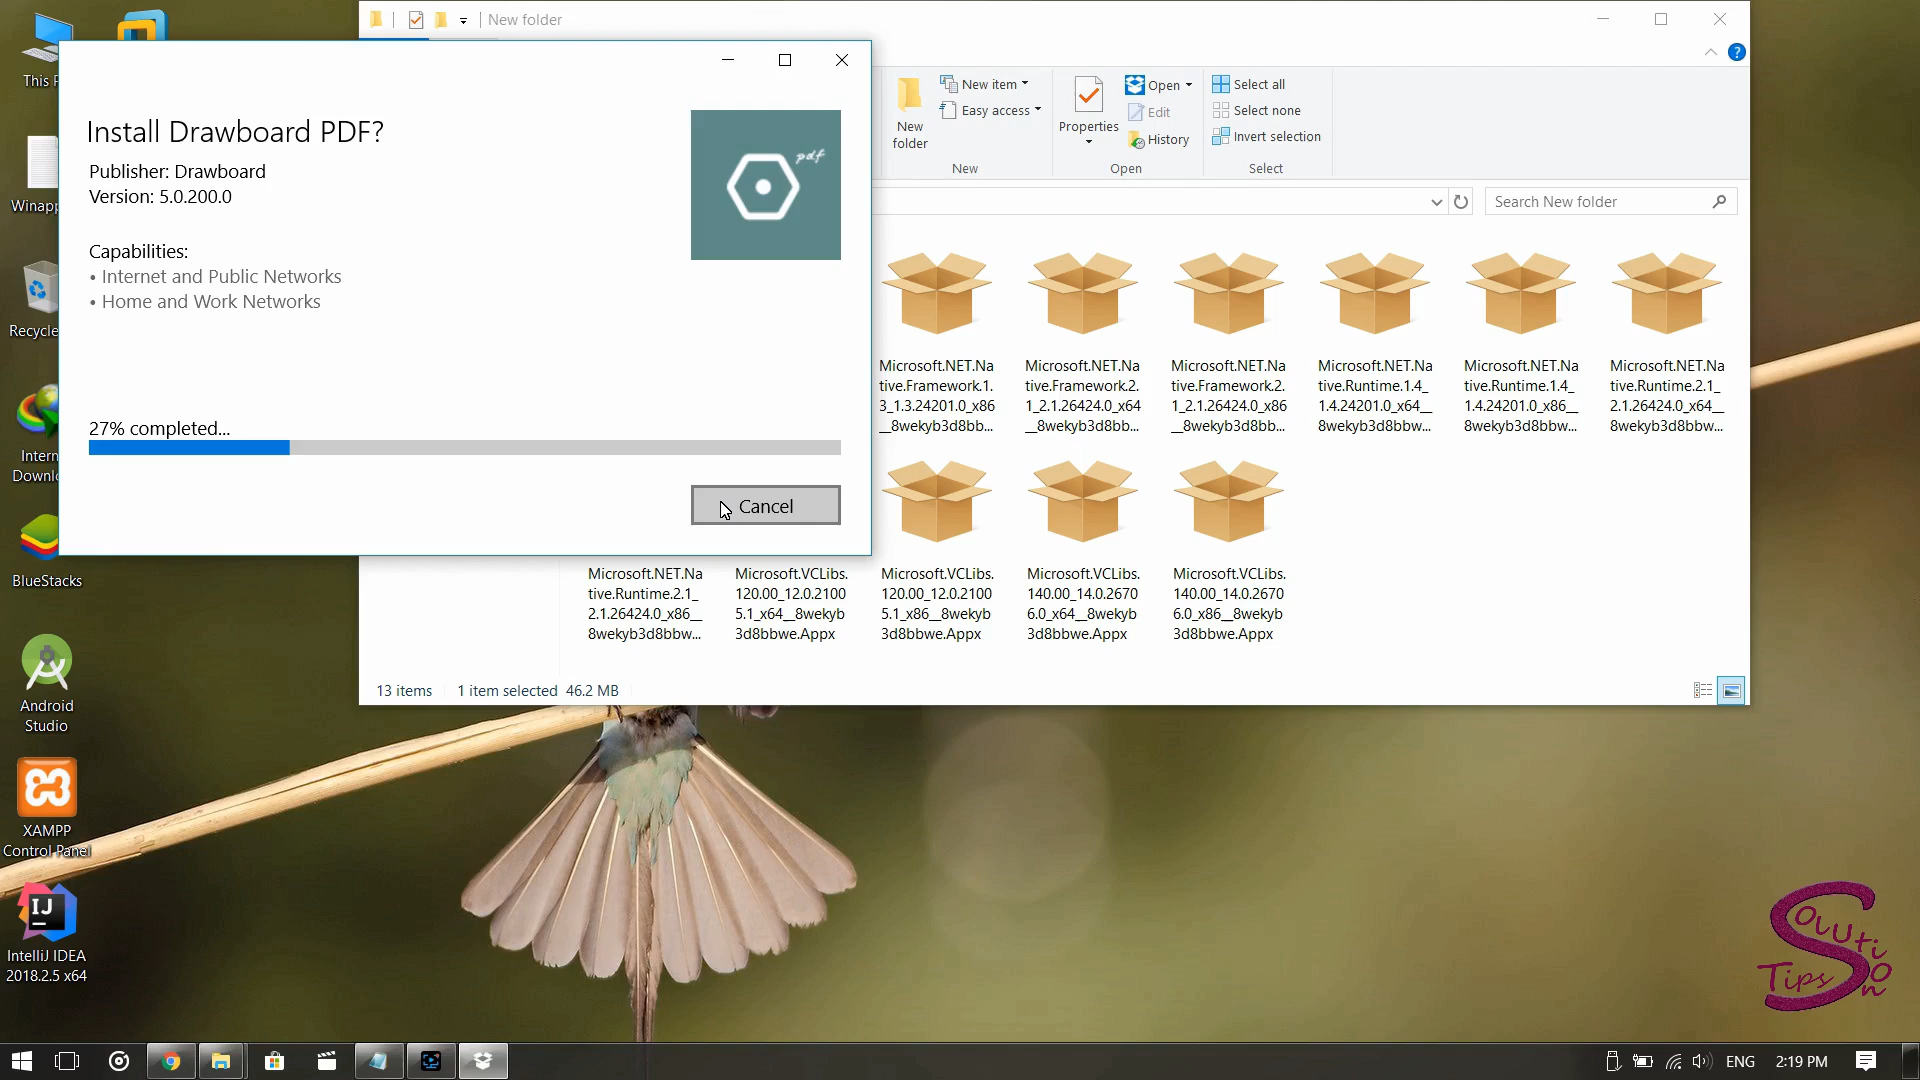 New folder
This P
Install Drawboard PDF?
Publisher: Drawboard
Version: 5.0.200.0
Capabilities:
• Internet and Public Networks
• Home and Work Networks
27% completed...
Cancel
pdf
New folder
New item
Easy access
New
Properties
Open
Edit
History
Open
Select all
Select none
Invert selection
Select
Search New folder
Microsoft.NET.Na
tive.Framework.1.
3_1.3.24201.0_x86
__8wekyb3d8bb...
Microsoft.NET.Na
tive.Framework.2.
1_2.1.26424.0_x64
__8wekyb3d8bb...
Microsoft.NET.Na
tive.Framework.2.
1_2.1.26424.0_x86
__8wekyb3d8bb...
Microsoft.NET.Na
tive.Runtime.1.4_
1.4.24201.0_x64__
8wekyb3d8bbw...
Microsoft.NET.Na
tive.Runtime.1.4_
1.4.24201.0_x86__
8wekyb3d8bbw...
Microsoft.NET.Na
tive.Runtime.2.1_
2.1.26424.0_x64__
8wekyb3d8bbw...
Microsoft.NET.Na
tive.Runtime.2.1_
2.1.26424.0_x86__
8wekyb3d8bbw...
Microsoft.VCLibs.
120.00_12.0.2100
5.1_x64__8wekyb
3d8bbwe.Appx
Microsoft.VCLibs.
120.00_12.0.2100
5.1_x86__8wekyb
3d8bbwe.Appx
Microsoft.VCLibs.
140.00_14.0.2670
6.0_x64__8wekyb
3d8bbwe.Appx
Microsoft.VCLibs.
140.00_14.0.2670
6.0_x86__8wekyb
3d8bbwe.Appx
13 items 1 item selected 46.2 MB
Winapp
Recycle
Intern
Downlo
BlueStacks
Android
Studio
XAMPP
Control Panel
IJ
IntelliJ IDEA
2018.2.5 x64
Solution
Tips
ENG 2:19 PM